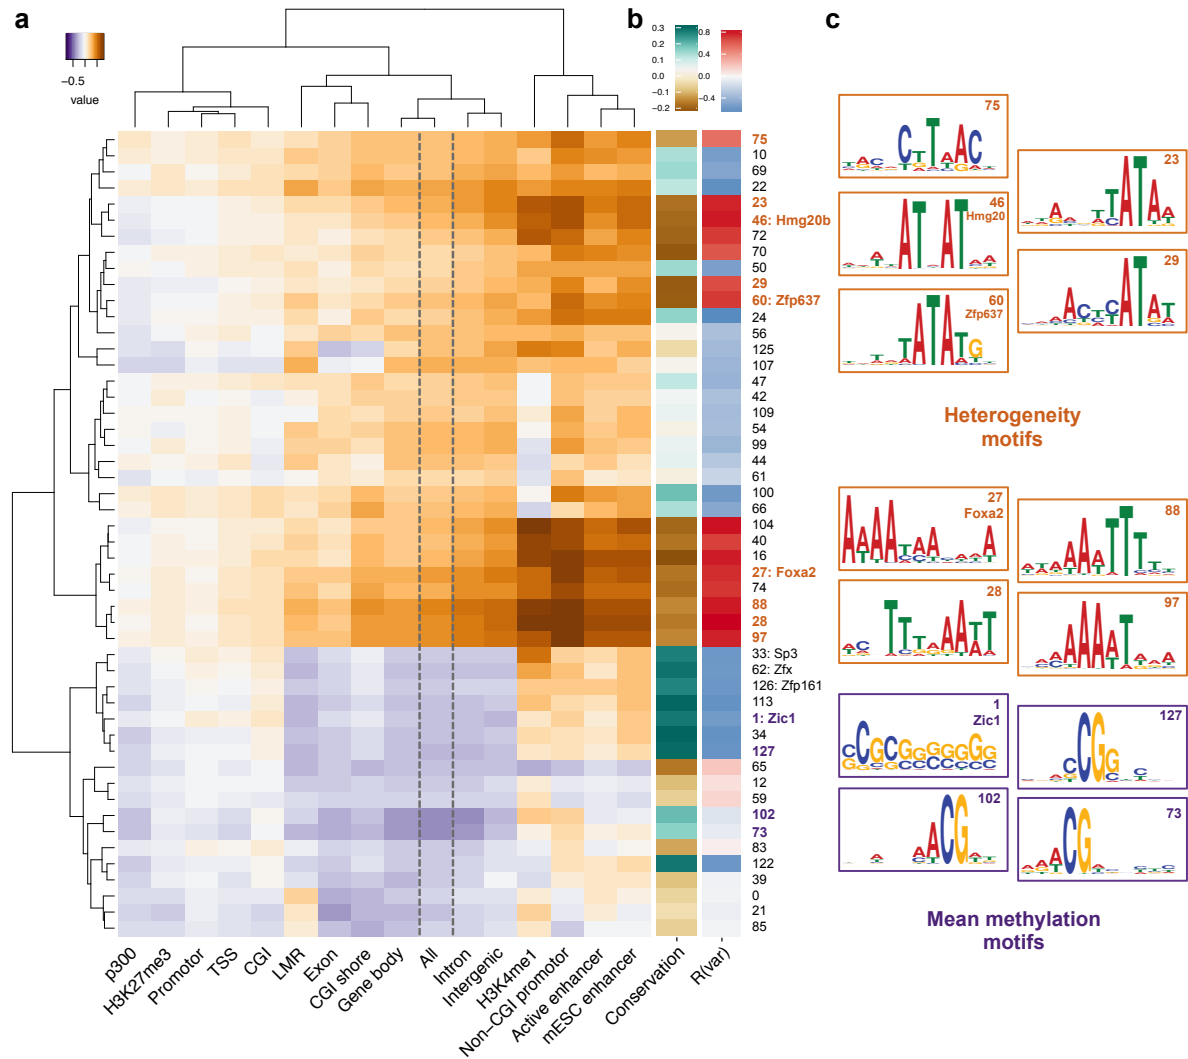 a
b
c
−0.5
value
0.3
0.2
0.1
0.0
−0.1
−0.2
0.8
0.4
0.0
−0.4
75
10
69
22
23
46: Hmg20b
72
70
50
29
60: Zfp637
24
56
125
107
47
42
109
54
99
44
61
100
66
104
40
16
27: Foxa2
74
88
28
97
33: Sp3
62: Zfx
126: Zfp161
113
1: Zic1
34
127
65
12
59
102
73
83
122
39
0
21
85
p300
H3K27me3
Promotor
TSS
CGI
LMR
Exon
CGI shore
Gene body
All
Intron
Intergenic
H3K4me1
Non−CGI promotor
Active enhancer
mESC enhancer
Conservation
R(var)
75
23
46
Hmg20
29
60
Zfp637
Heterogeneity
motifs
27
Foxa2
88
28
97
1
Zic1
127
102
73
Mean methylation
motifs